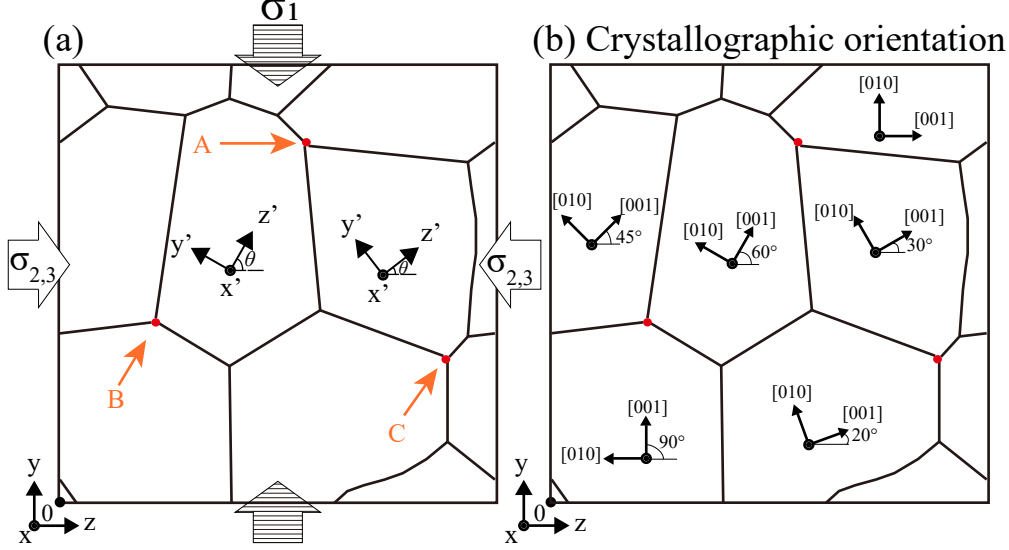 σ1
(a)
(b) Crystallographic orientation
A
[010]
[001]
z'
y'
θ
x'
y'
z'
θ
x'
σ2,3
σ2,3
[010]
[001]
45°
[010]
[001]
60°
[010]
[001]
30°
B
C
[001]
[010]
90°
[010]
[001]
20°
y
0
x
z
y
0
x
z